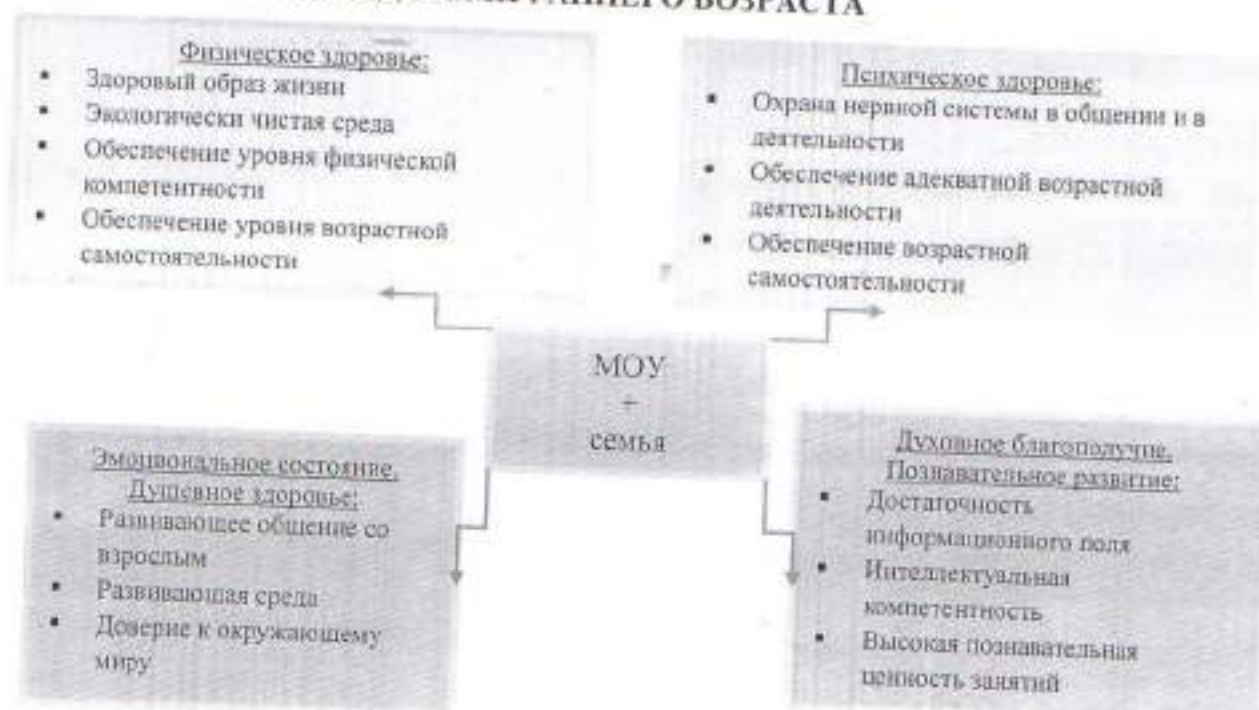 РАННЕГО ВОЗРАСТА
Физическое здоровье:
▪ Здоровый образ жизни
▪ Экологически чистая среда
▪ Обеспечение уровня физической
компетентности
▪ Обеспечение уровня возрастной
самостоятельности
Психическое здоровье:
▪ Охрана нервной системы в общении и в
деятельности
▪ Обеспечение адекватной возрастной
деятельности
▪ Обеспечение возрастной
самостоятельности
МОУ
+
семья
Эмоциональное состояние.
Душевное здоровье:
▪ Развивающее общение со
взрослым
▪ Развивающая среда
▪ Доверие к окружающему
миру
Духовное благополучие.
Познавательное развитие:
▪ Достаточность
информационного поля
▪ Интеллектуальная
компетентность
▪ Высокая познавательная
ценность занятий